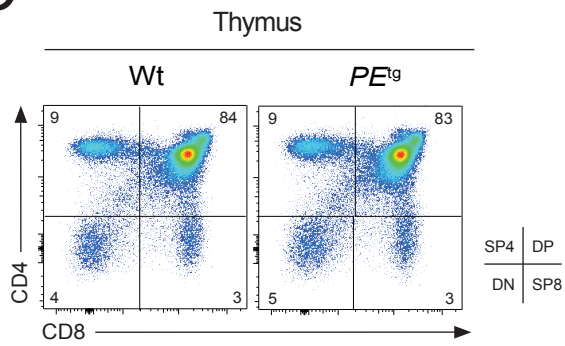 Thymus
Wt PEtg
9 84 9 83
4 3 5 3
CD4
CD8
SP4 DP
DN SP8